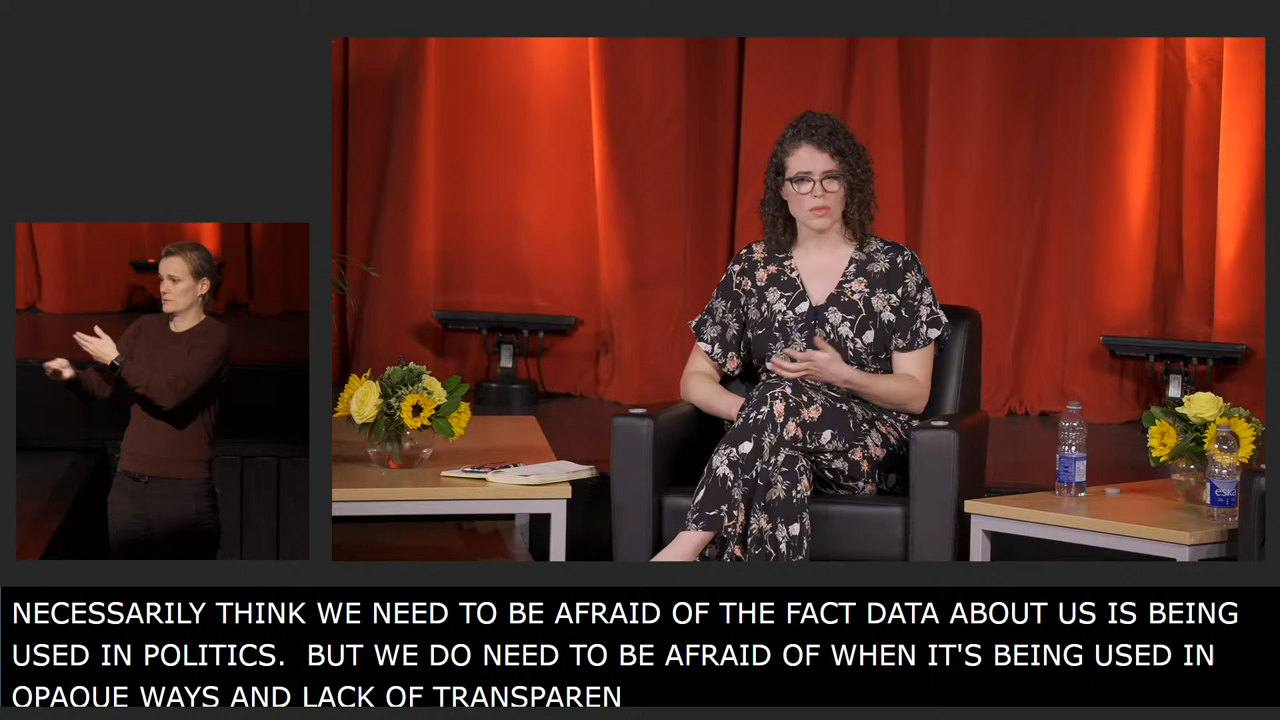 eska
NECESSARILY THINK WE NEED TO BE AFRAID OF THE FACT DATA ABOUT US IS BEING
USED IN POLITICS.  BUT WE DO NEED TO BE AFRAID OF WHEN IT'S BEING USED IN
OPAQUE WAYS AND LACK OF TRANSPAREN